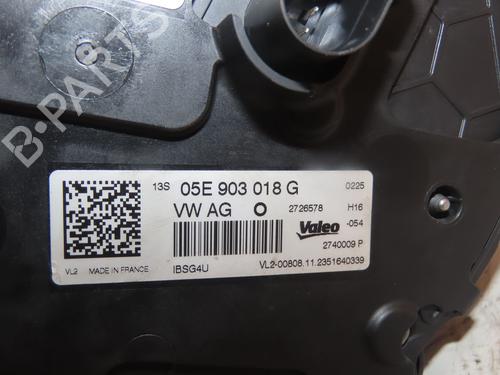 B-PARTS
13S 05E 903 018 G 0225
VW AG O 2726578 H16
Valeo -054
2740009 P
VL2 MADE IN FRANCE IBSG4U VL2-00808.11.2351640339